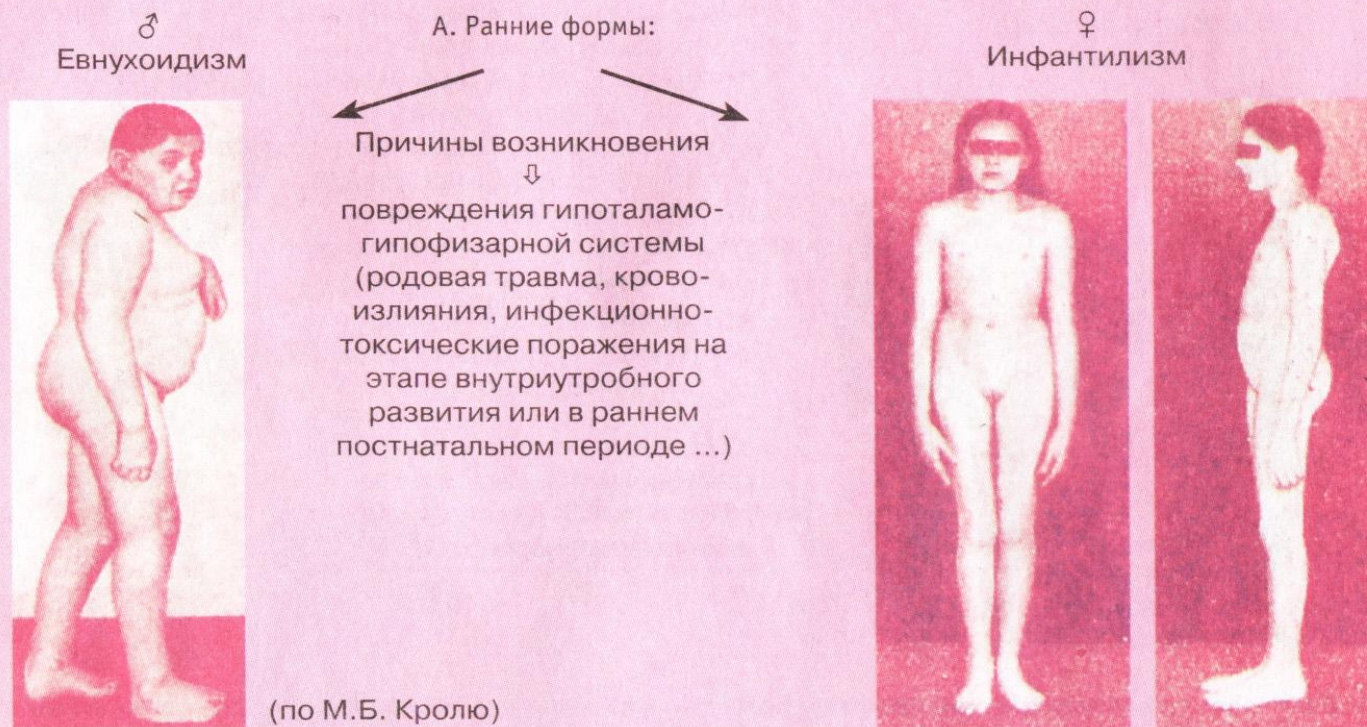 ♂
Евнухоидизм
А. Ранние формы:
♀
Инфантилизм
Причины возникновения
⇩
повреждения гипоталамо-
гипофизарной системы
(родовая травма, крово-
излияния, инфекционно-
токсические поражения на
этапе внутриутробного
развития или в раннем
постнатальном периоде ...)
(по М.Б. Кролю)